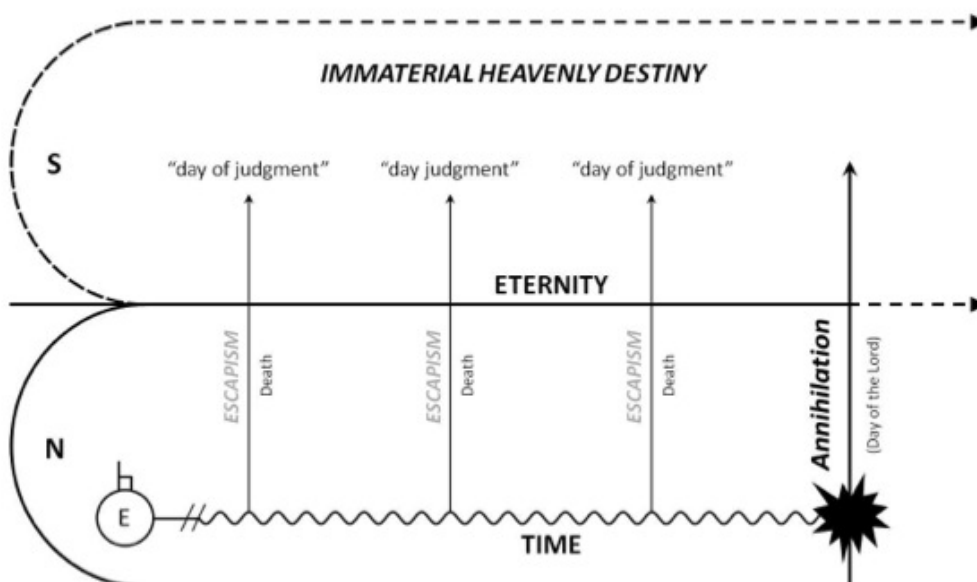 IMMATERIAL HEAVENLY DESTINY
S
“day of judgment”
“day judgment”
“day of judgment”
ETERNITY
ESCAPISM
Death
ESCAPISM
Death
ESCAPISM
Death
Annihilation
(Day of the Lord)
N
E
TIME